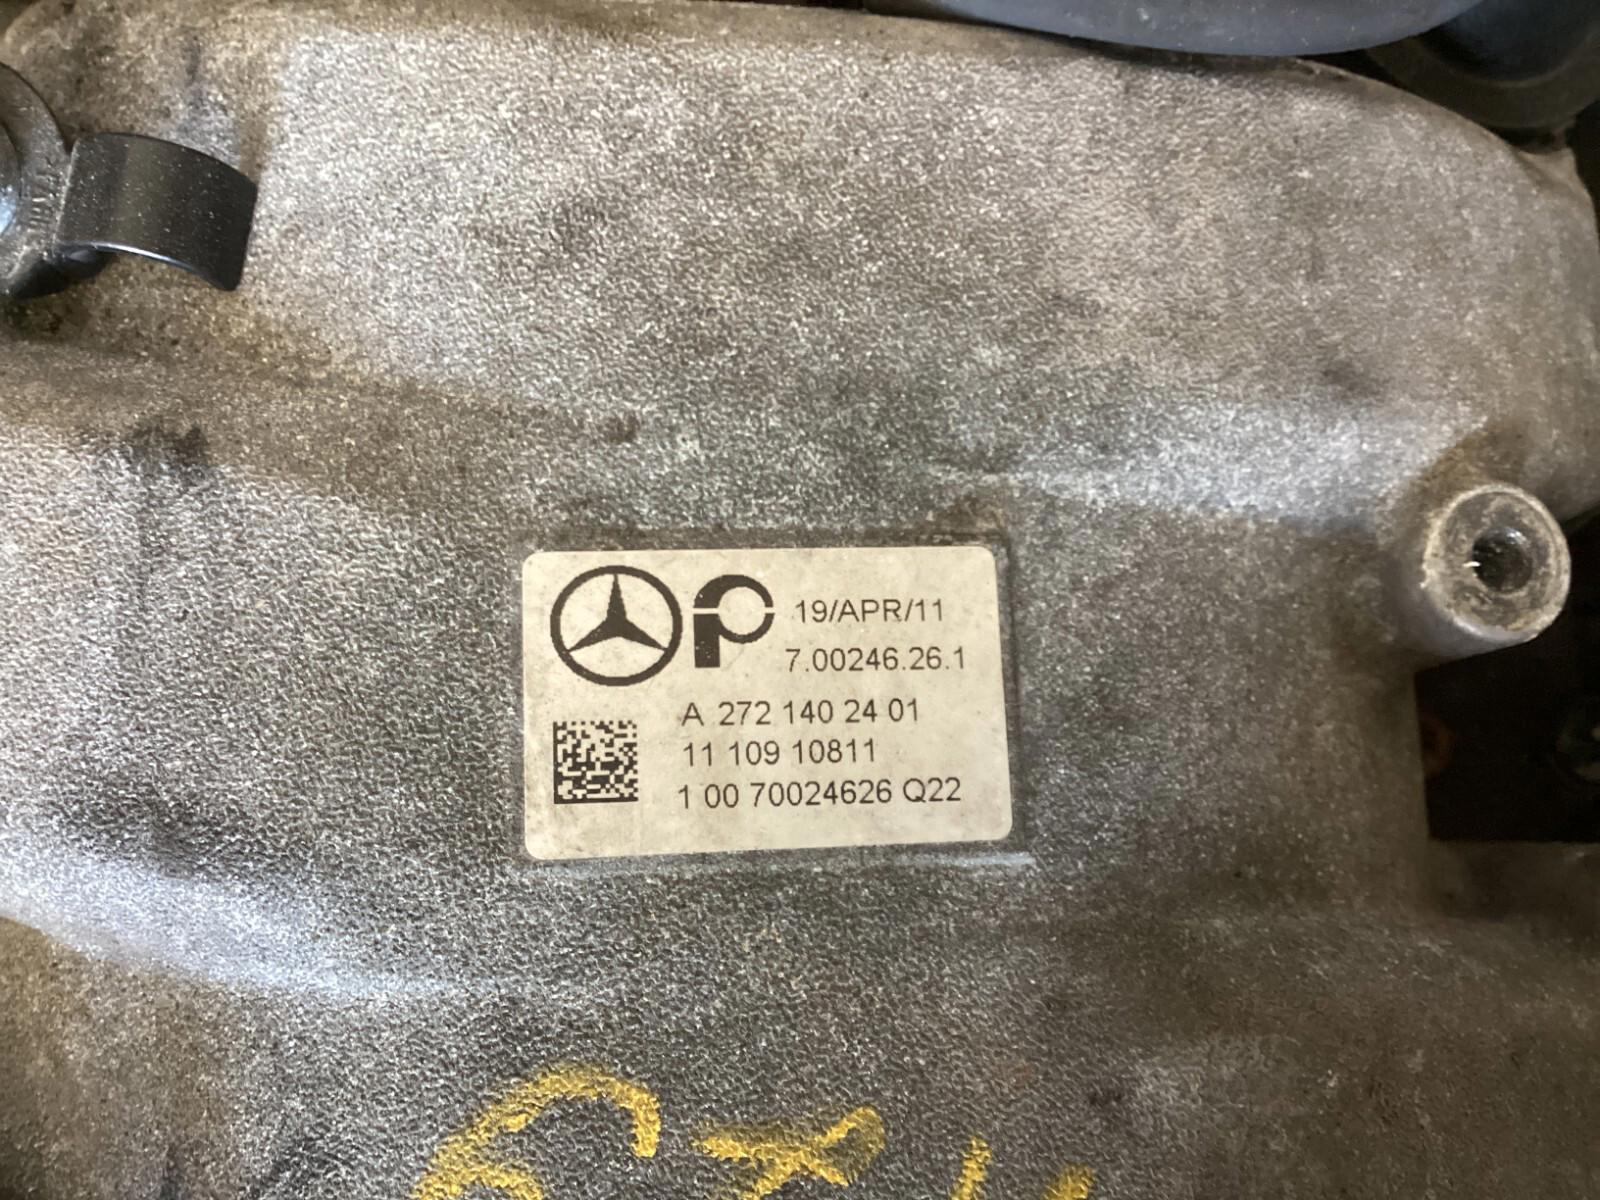 19/APR/11
7.00246.26.1
A 272 140 24 01
11 109 10811
1 00 70024626 Q22